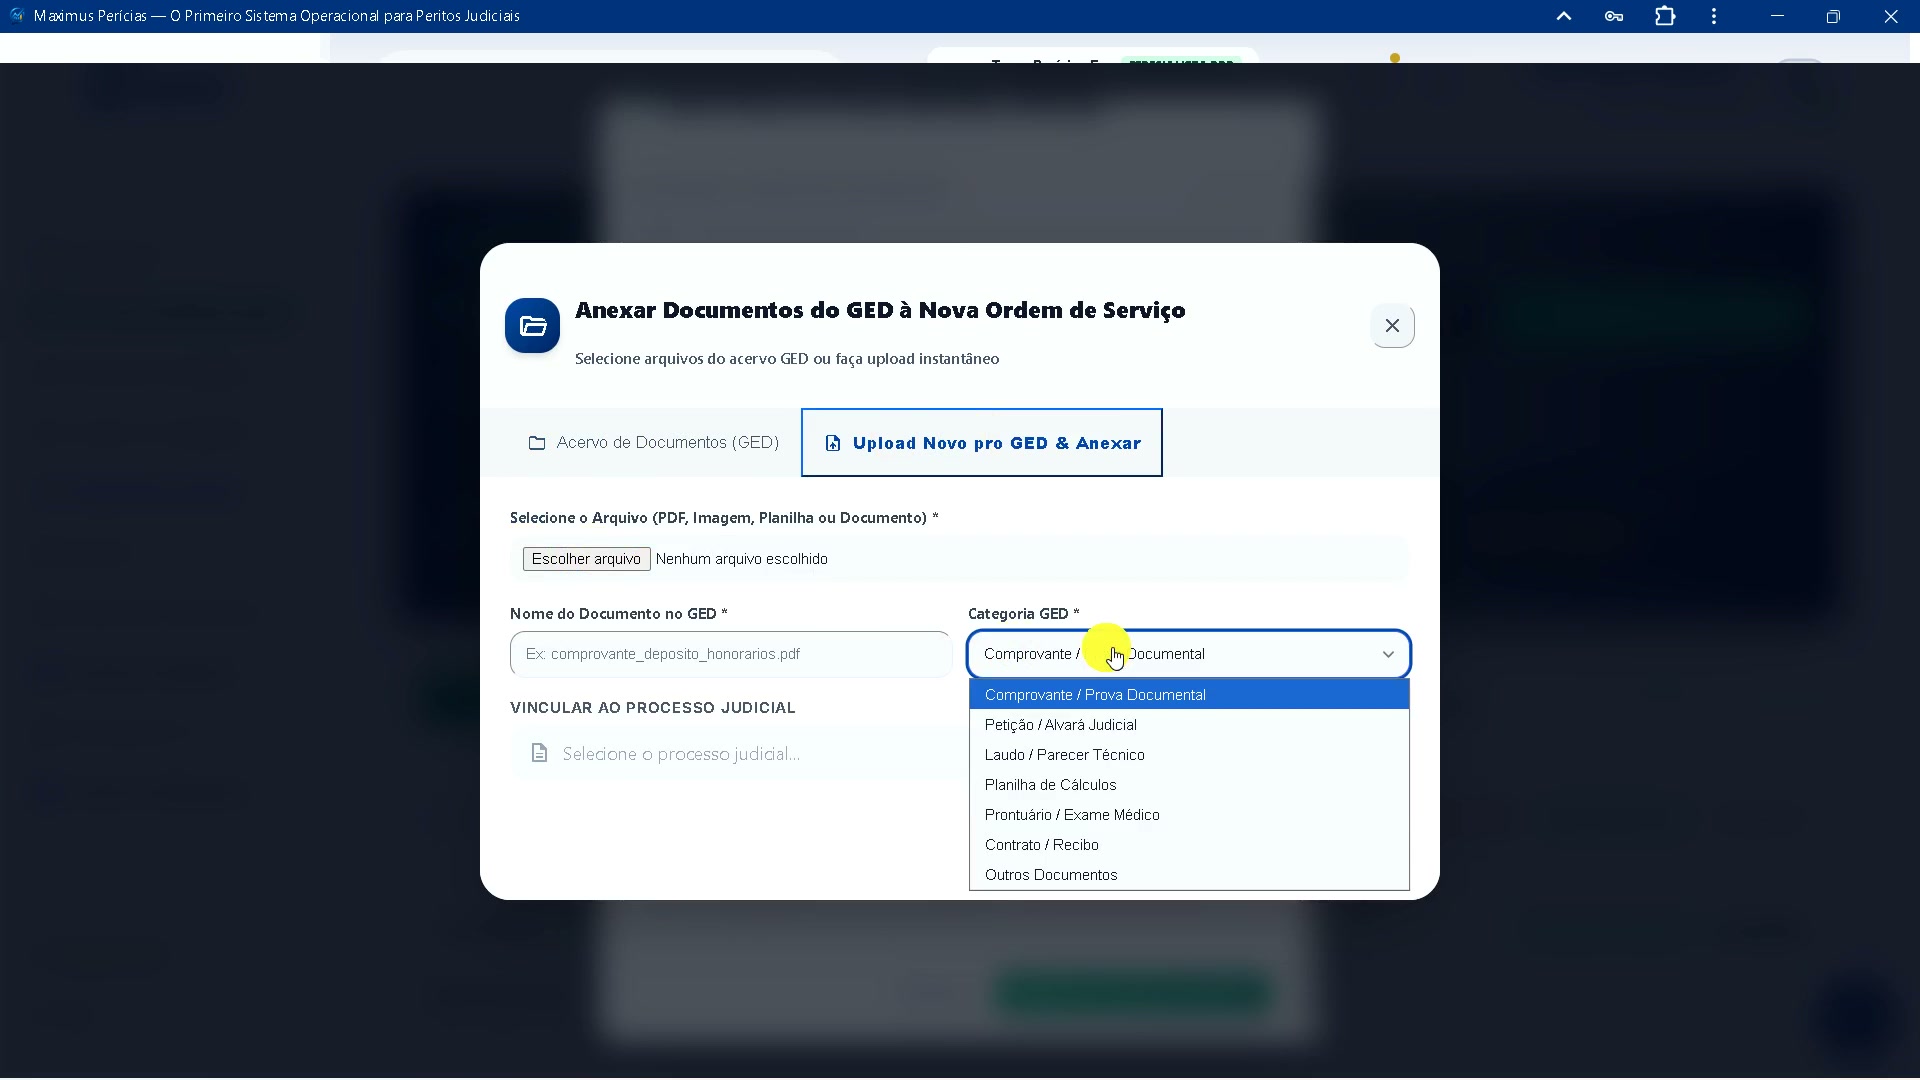 Maximus Perícias — O Primeiro Sistema Operacional para Peritos Judiciais
Anexar Documentos do GED à Nova Ordem de Serviço
Selecione arquivos do acervo GED ou faça upload instantâneo
Acervo de Documentos (GED)
Upload Novo pro GED & Anexar
Selecione o Arquivo (PDF, Imagem, Planilha ou Documento) *
Escolher arquivo Nenhum arquivo escolhido
Nome do Documento no GED *
Categoria GED *
Ex: comprovante_deposito_honorarios.pdf
Comprovante / Documental
Comprovante / Prova Documental
Petição / Alvará Judicial
Laudo / Parecer Técnico
Planilha de Cálculos
Prontuário / Exame Médico
Contrato / Recibo
Outros Documentos
VINCULAR AO PROCESSO JUDICIAL
Selecione o processo judicial...